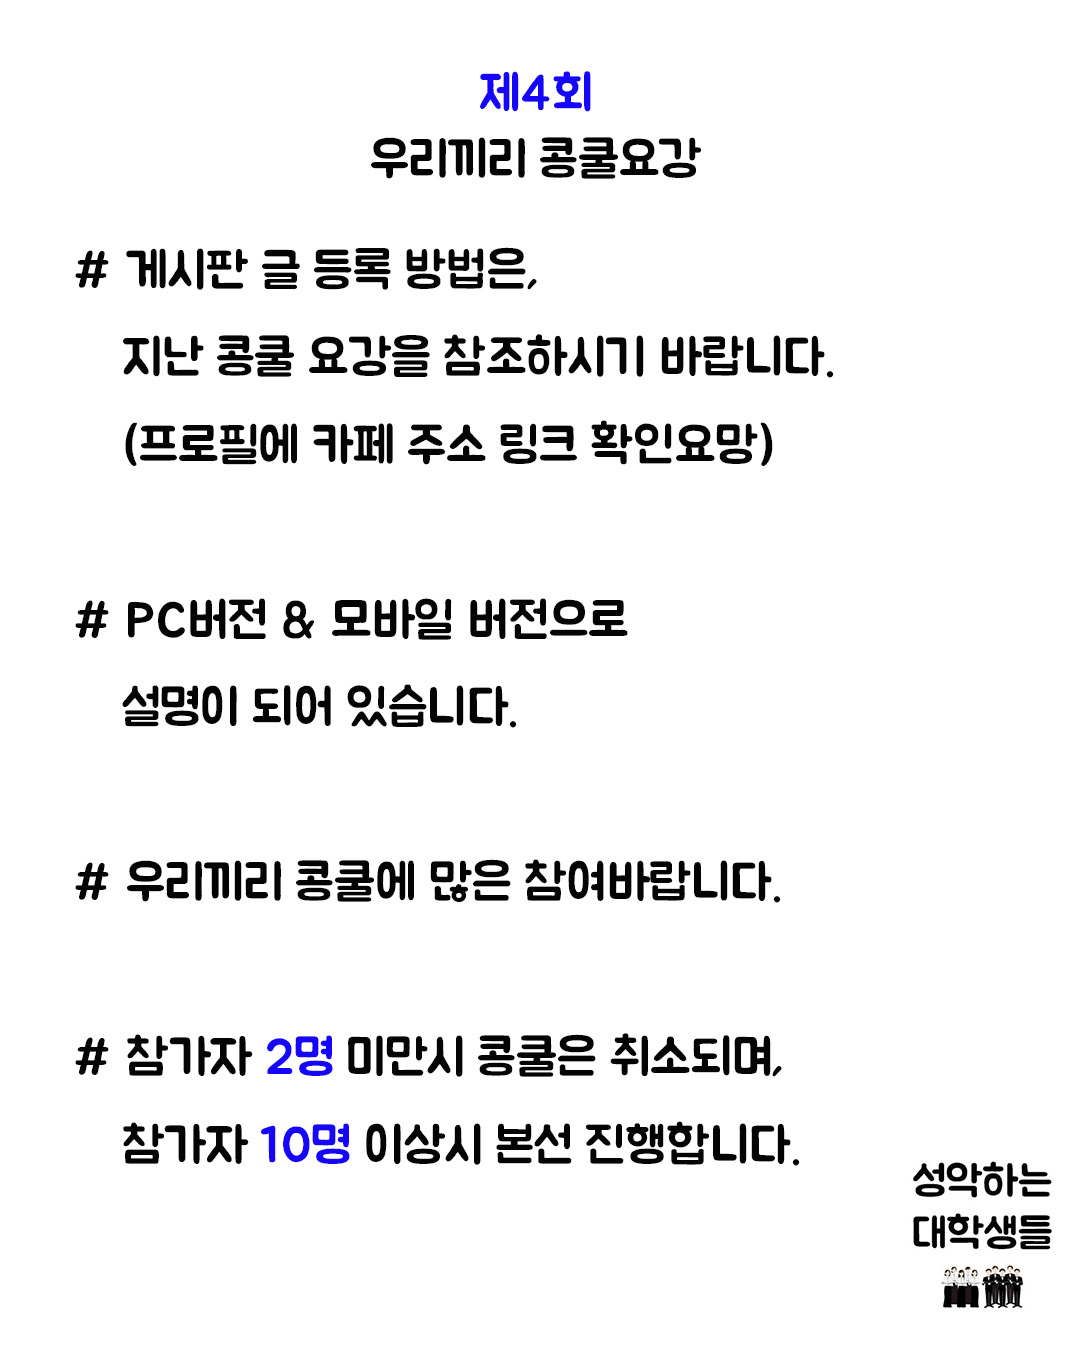 제4회
우리끼리 콩쿨요강
# 게시판 글 등록 방법은,
지난 콩쿨 요강을 참조하시기 바랍니다.
(프로필에 카페 주소 링크 확인요망)
# PC버전 & 모바일 버전으로
설명이 되어 있습니다.
# 우리끼리 콩쿨에 많은 참여바랍니다.
# 참가자 2명 미만시 콩쿨은 취소되며,
참가자 10명 이상시 본선 진행합니다.
성악하는
대학생들